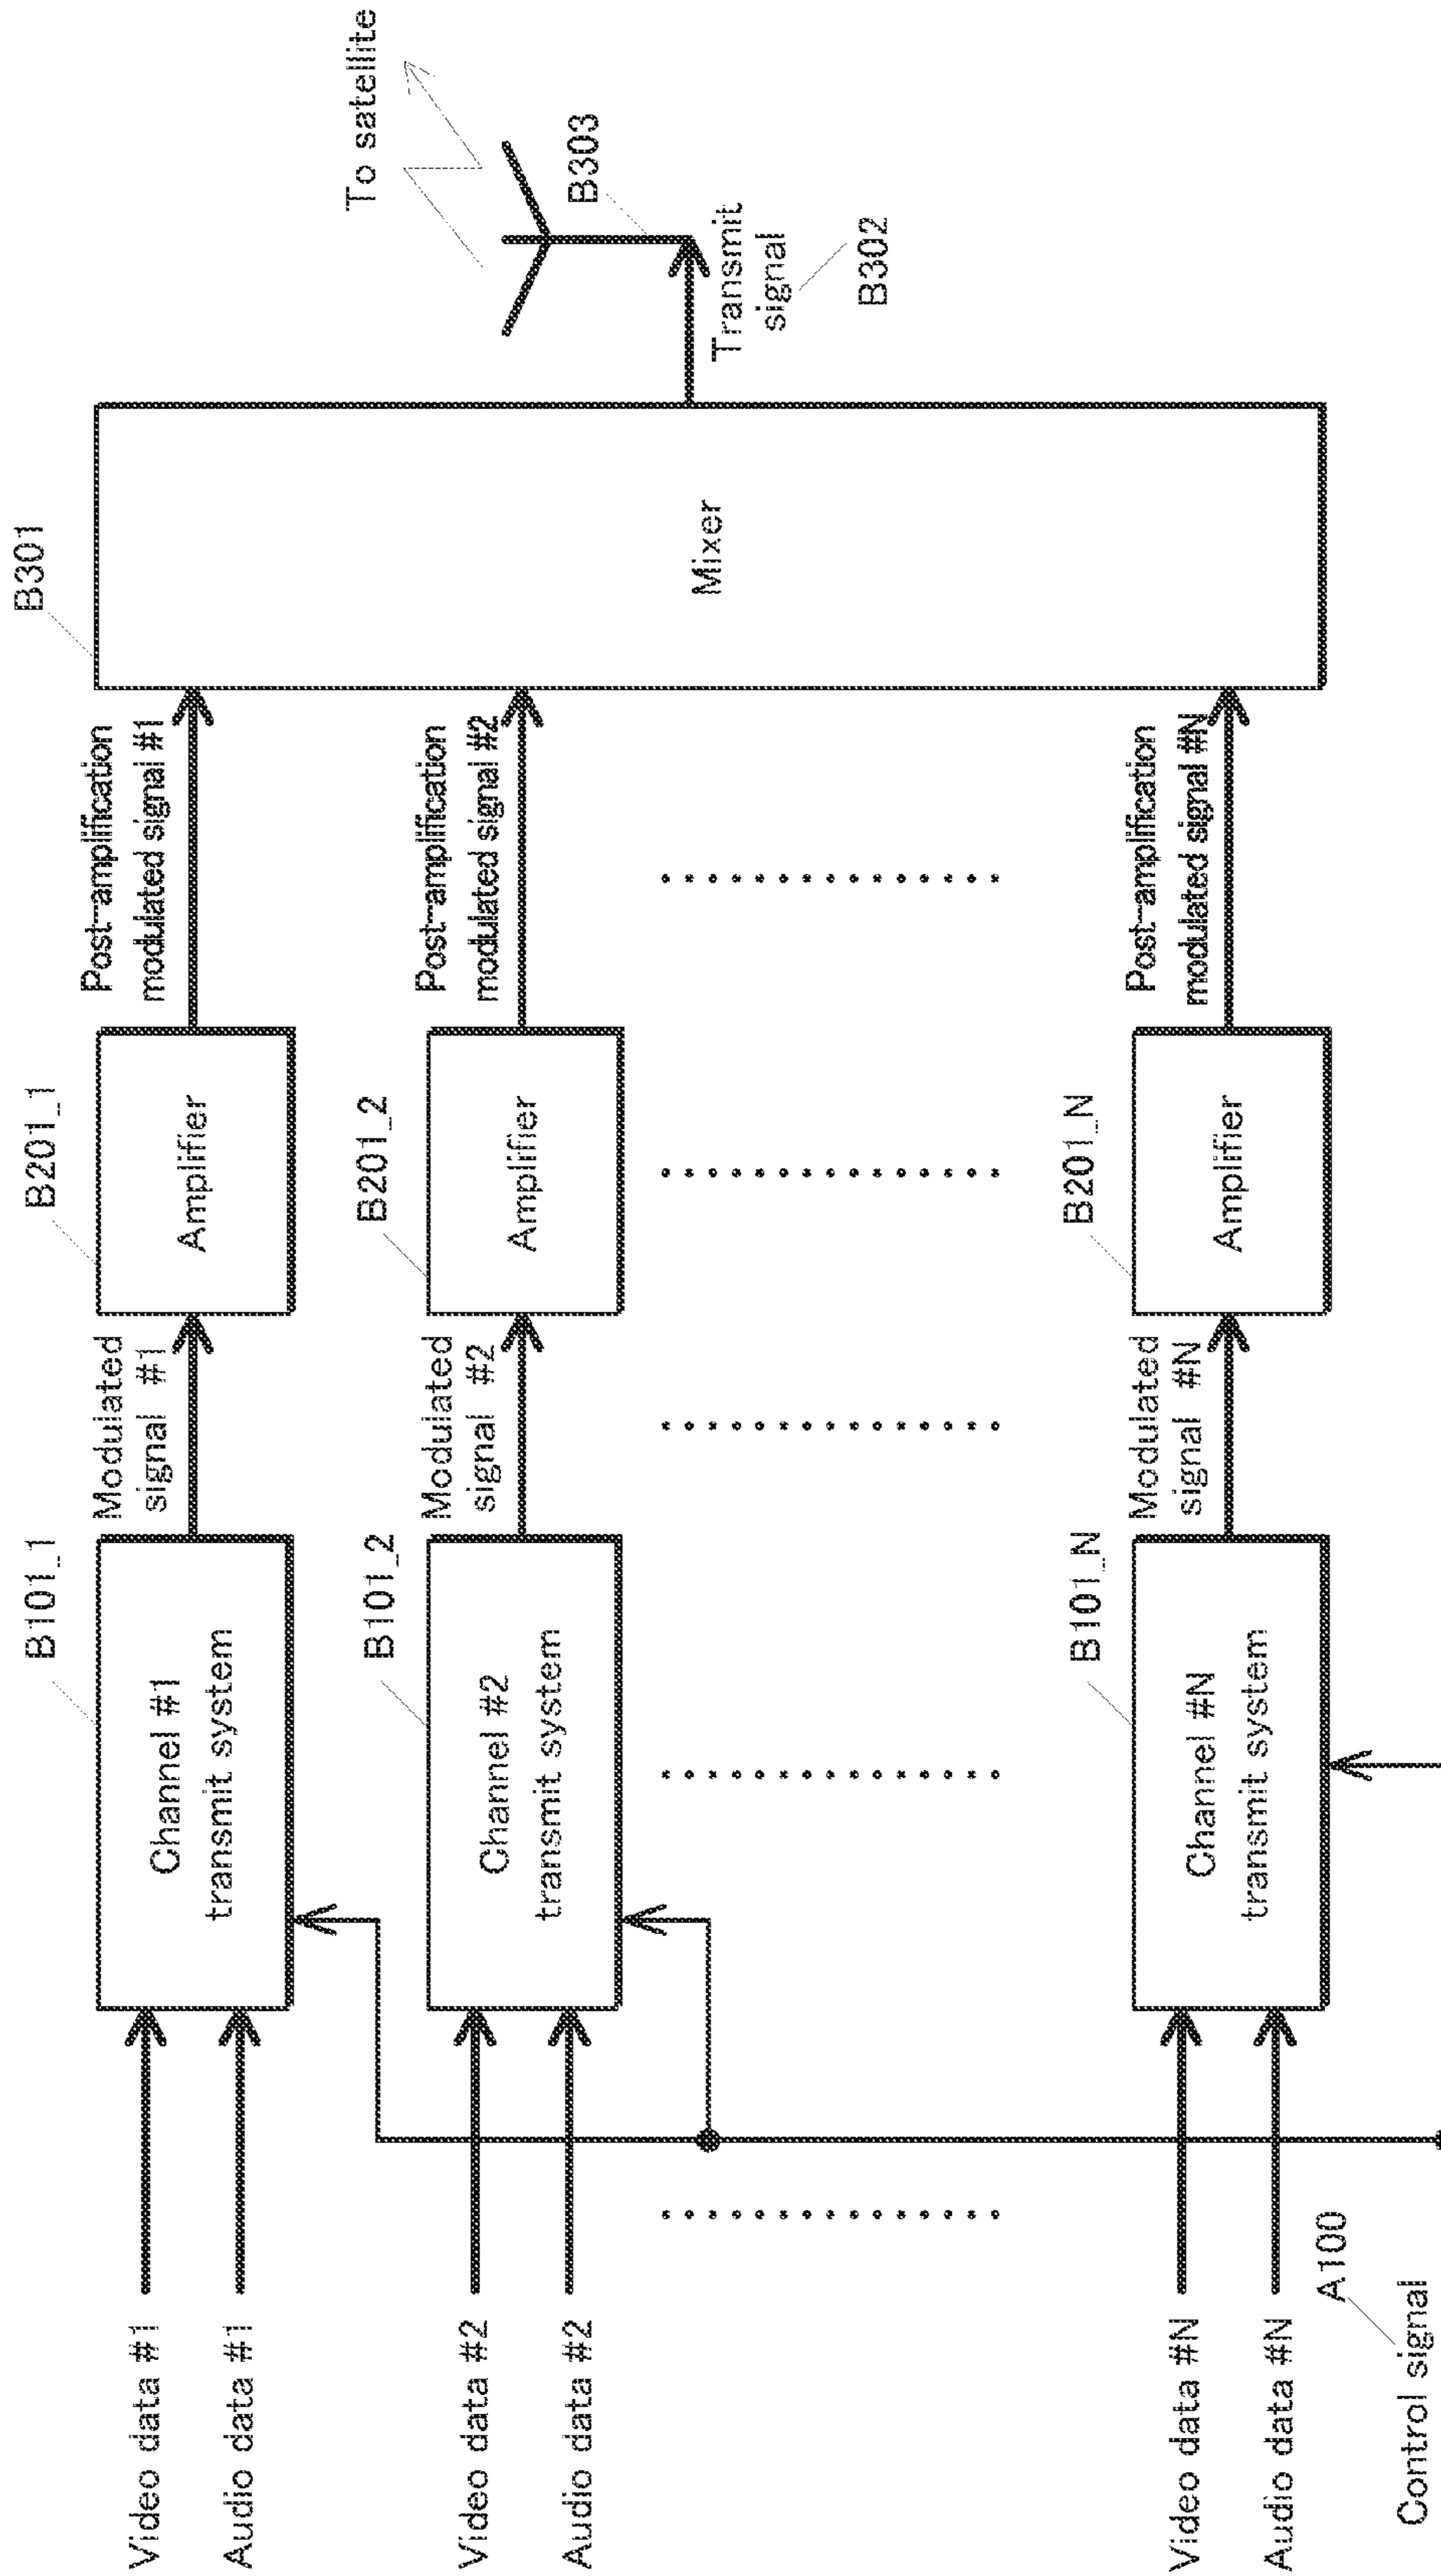 Video data #1
Audio data #1
Video data #2
Audio data #2
Video data #N
Audio data #N
A100
Control signal
B101_1
Channel #1
transmit system
B101_2
Channel #2
transmit system
B101_N
Channel #N
transmit system
Modulated
signal #1
Modulated
signal #2
Modulated
signal #N
B201_1
Amplifier
B201_2
Amplifier
B201_N
Amplifier
Post-amplification
modulated signal #1
Post-amplification
modulated signal #2
Post-amplification
modulated signal #N
B301
Mixer
To satellite
B303
Transmit
signal
B302